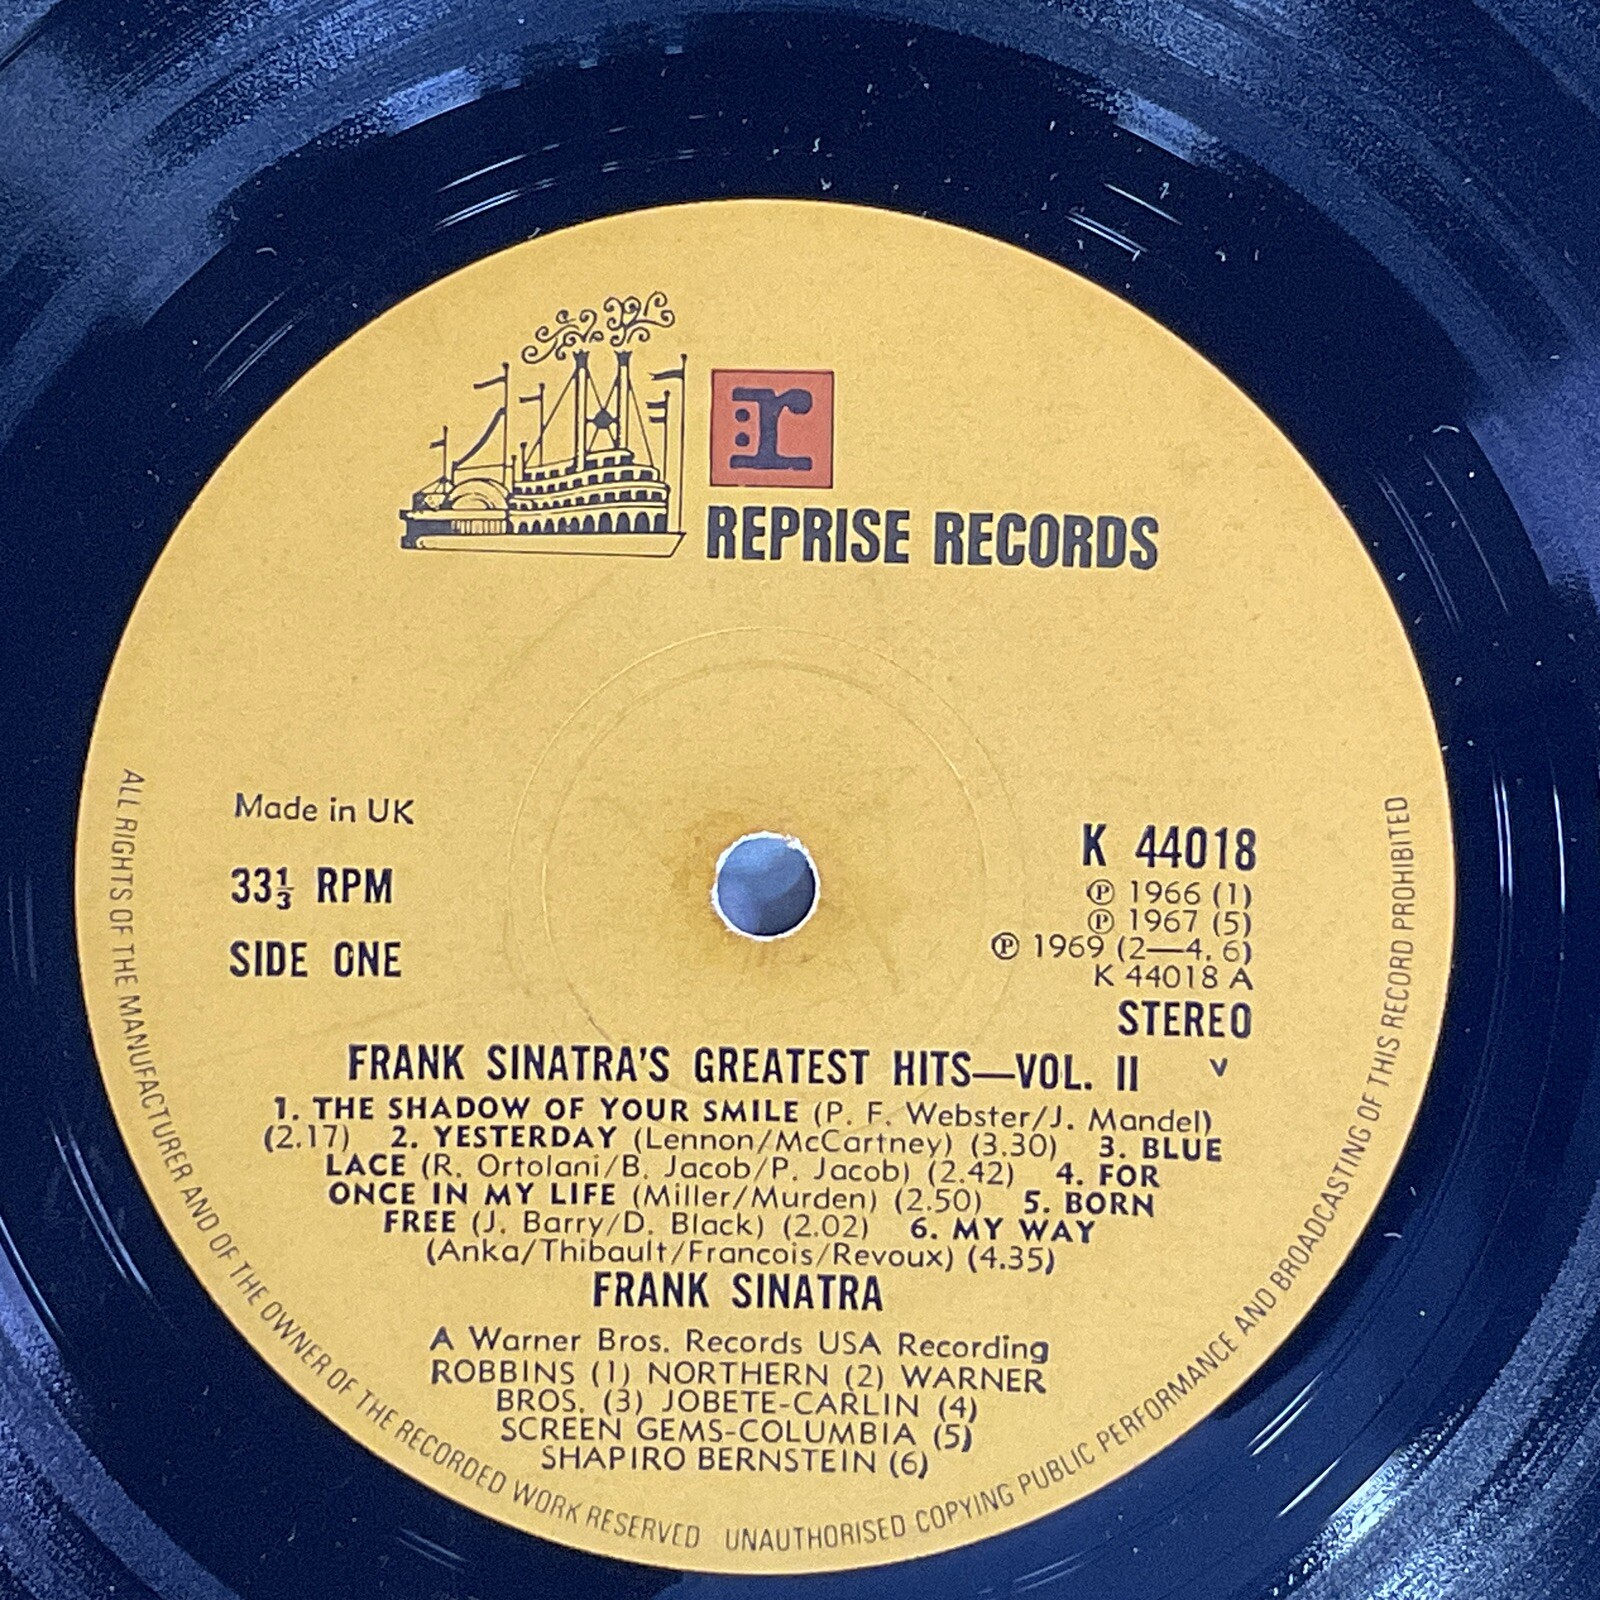 r
REPRISE RECORDS
Made in UK
33⅓ RPM
SIDE ONE
K 44018
℗ 1966 (1)
℗ 1967 (5)
℗ 1969 (2—4. 6)
K 44018 A
STEREO
FRANK SINATRA'S GREATEST HITS—VOL. II V
1. THE SHADOW OF YOUR SMILE (P. F. Webster/J. Mandel)
(2.17) 2. YESTERDAY (Lennon/McCartney) (3.30) 3. BLUE
LACE (R. Ortolani/B. Jacob/P. Jacob) (2.42) 4. FOR
ONCE IN MY LIFE (Miller/Murden) (2.50) 5. BORN
FREE (J. Barry/D. Black) (2.02) 6. MY WAY
(Anka/Thibault/Francois/Revoux) (4.35)
FRANK SINATRA
A Warner Bros. Records USA Recording
ROBBINS (1) NORTHERN (2) WARNER
BROS. (3) JOBETE-CARLIN (4)
SCREEN GEMS-COLUMBIA (5)
SHAPIRO BERNSTEIN (6)
ALL RIGHTS OF THE MANUFACTURER AND OF THE OWNER OF THE RECORDED WORK RESERVED UNAUTHORISED COPYING PUBLIC PERFORMANCE AND BROADCASTING OF THIS RECORD PROHIBITED